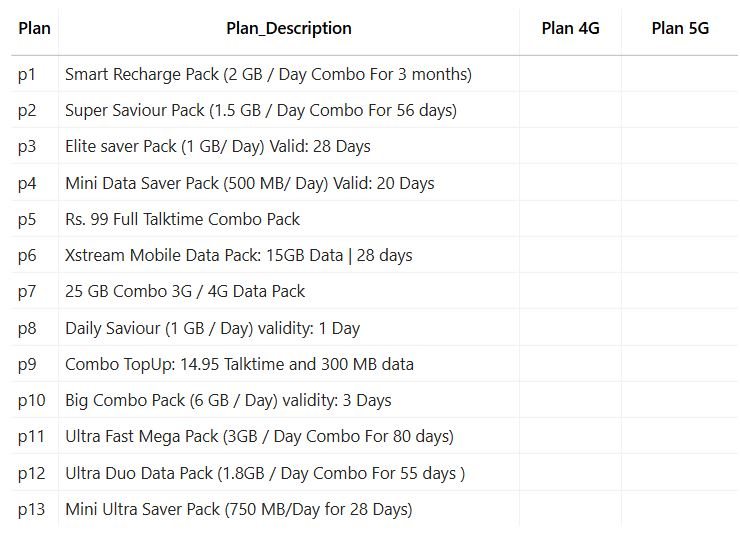 Plan Plan_Description Plan 4G Plan 5G
p1 Smart Recharge Pack (2 GB / Day Combo For 3 months)
p2 Super Saviour Pack (1.5 GB / Day Combo For 56 days)
p3 Elite saver Pack (1 GB/ Day) Valid: 28 Days
p4 Mini Data Saver Pack (500 MB/ Day) Valid: 20 Days
p5 Rs. 99 Full Talktime Combo Pack
p6 Xstream Mobile Data Pack: 15GB Data | 28 days
p7 25 GB Combo 3G / 4G Data Pack
p8 Daily Saviour (1 GB / Day) validity: 1 Day
p9 Combo TopUp: 14.95 Talktime and 300 MB data
p10 Big Combo Pack (6 GB / Day) validity: 3 Days
p11 Ultra Fast Mega Pack (3GB / Day Combo For 80 days)
p12 Ultra Duo Data Pack (1.8GB / Day Combo For 55 days )
p13 Mini Ultra Saver Pack (750 MB/Day for 28 Days)